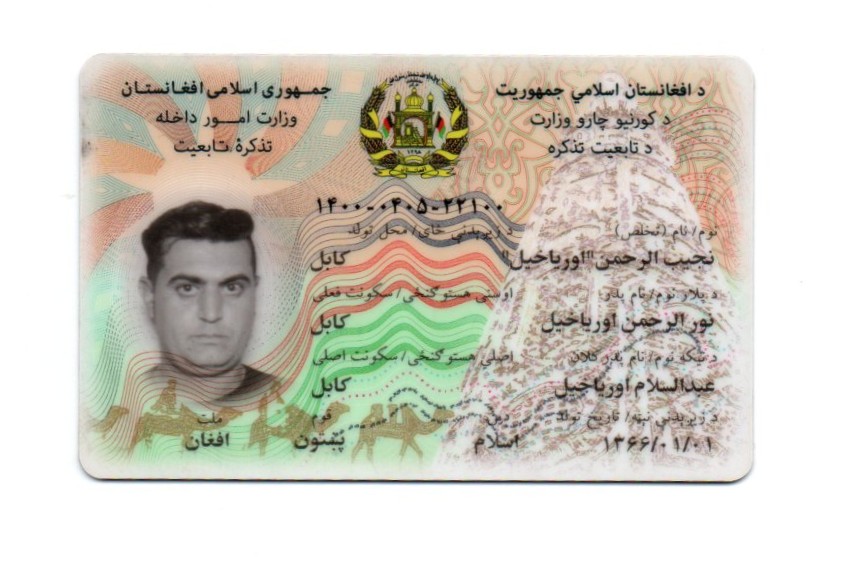 د افغانستان اسلامي جمهوریت
د کورنیو چارو وزارت
د تابعیت تذکره
جمهوری اسلامی افغانستان
وزارت امور داخله
تذکرهٔ تابعیت
۱۴۰۰-۰۴۰۵-۲۲۱۰۰
نوم/ نام (تخلص)
د زېږېدنې ځای/ محل تولد
نجیب الرحمن "اوریاخیل"
کابل
د پلار نوم/ نام پدر
اوسنی هستوګنځی/ سکونت فعلی
نور الرحمن اوریاخیل
کابل
د نیکه نوم/ نام پدر کلان
اصلي هستوګنځی/ سکونت اصلی
عبدالسلام اوریاخیل
کابل
د زېږېدنې نېټه/ تاریخ تولد
دین
قوم
ملت
۱۳۶۶/۰۱/۰۱
اسلام
پښتون
افغان